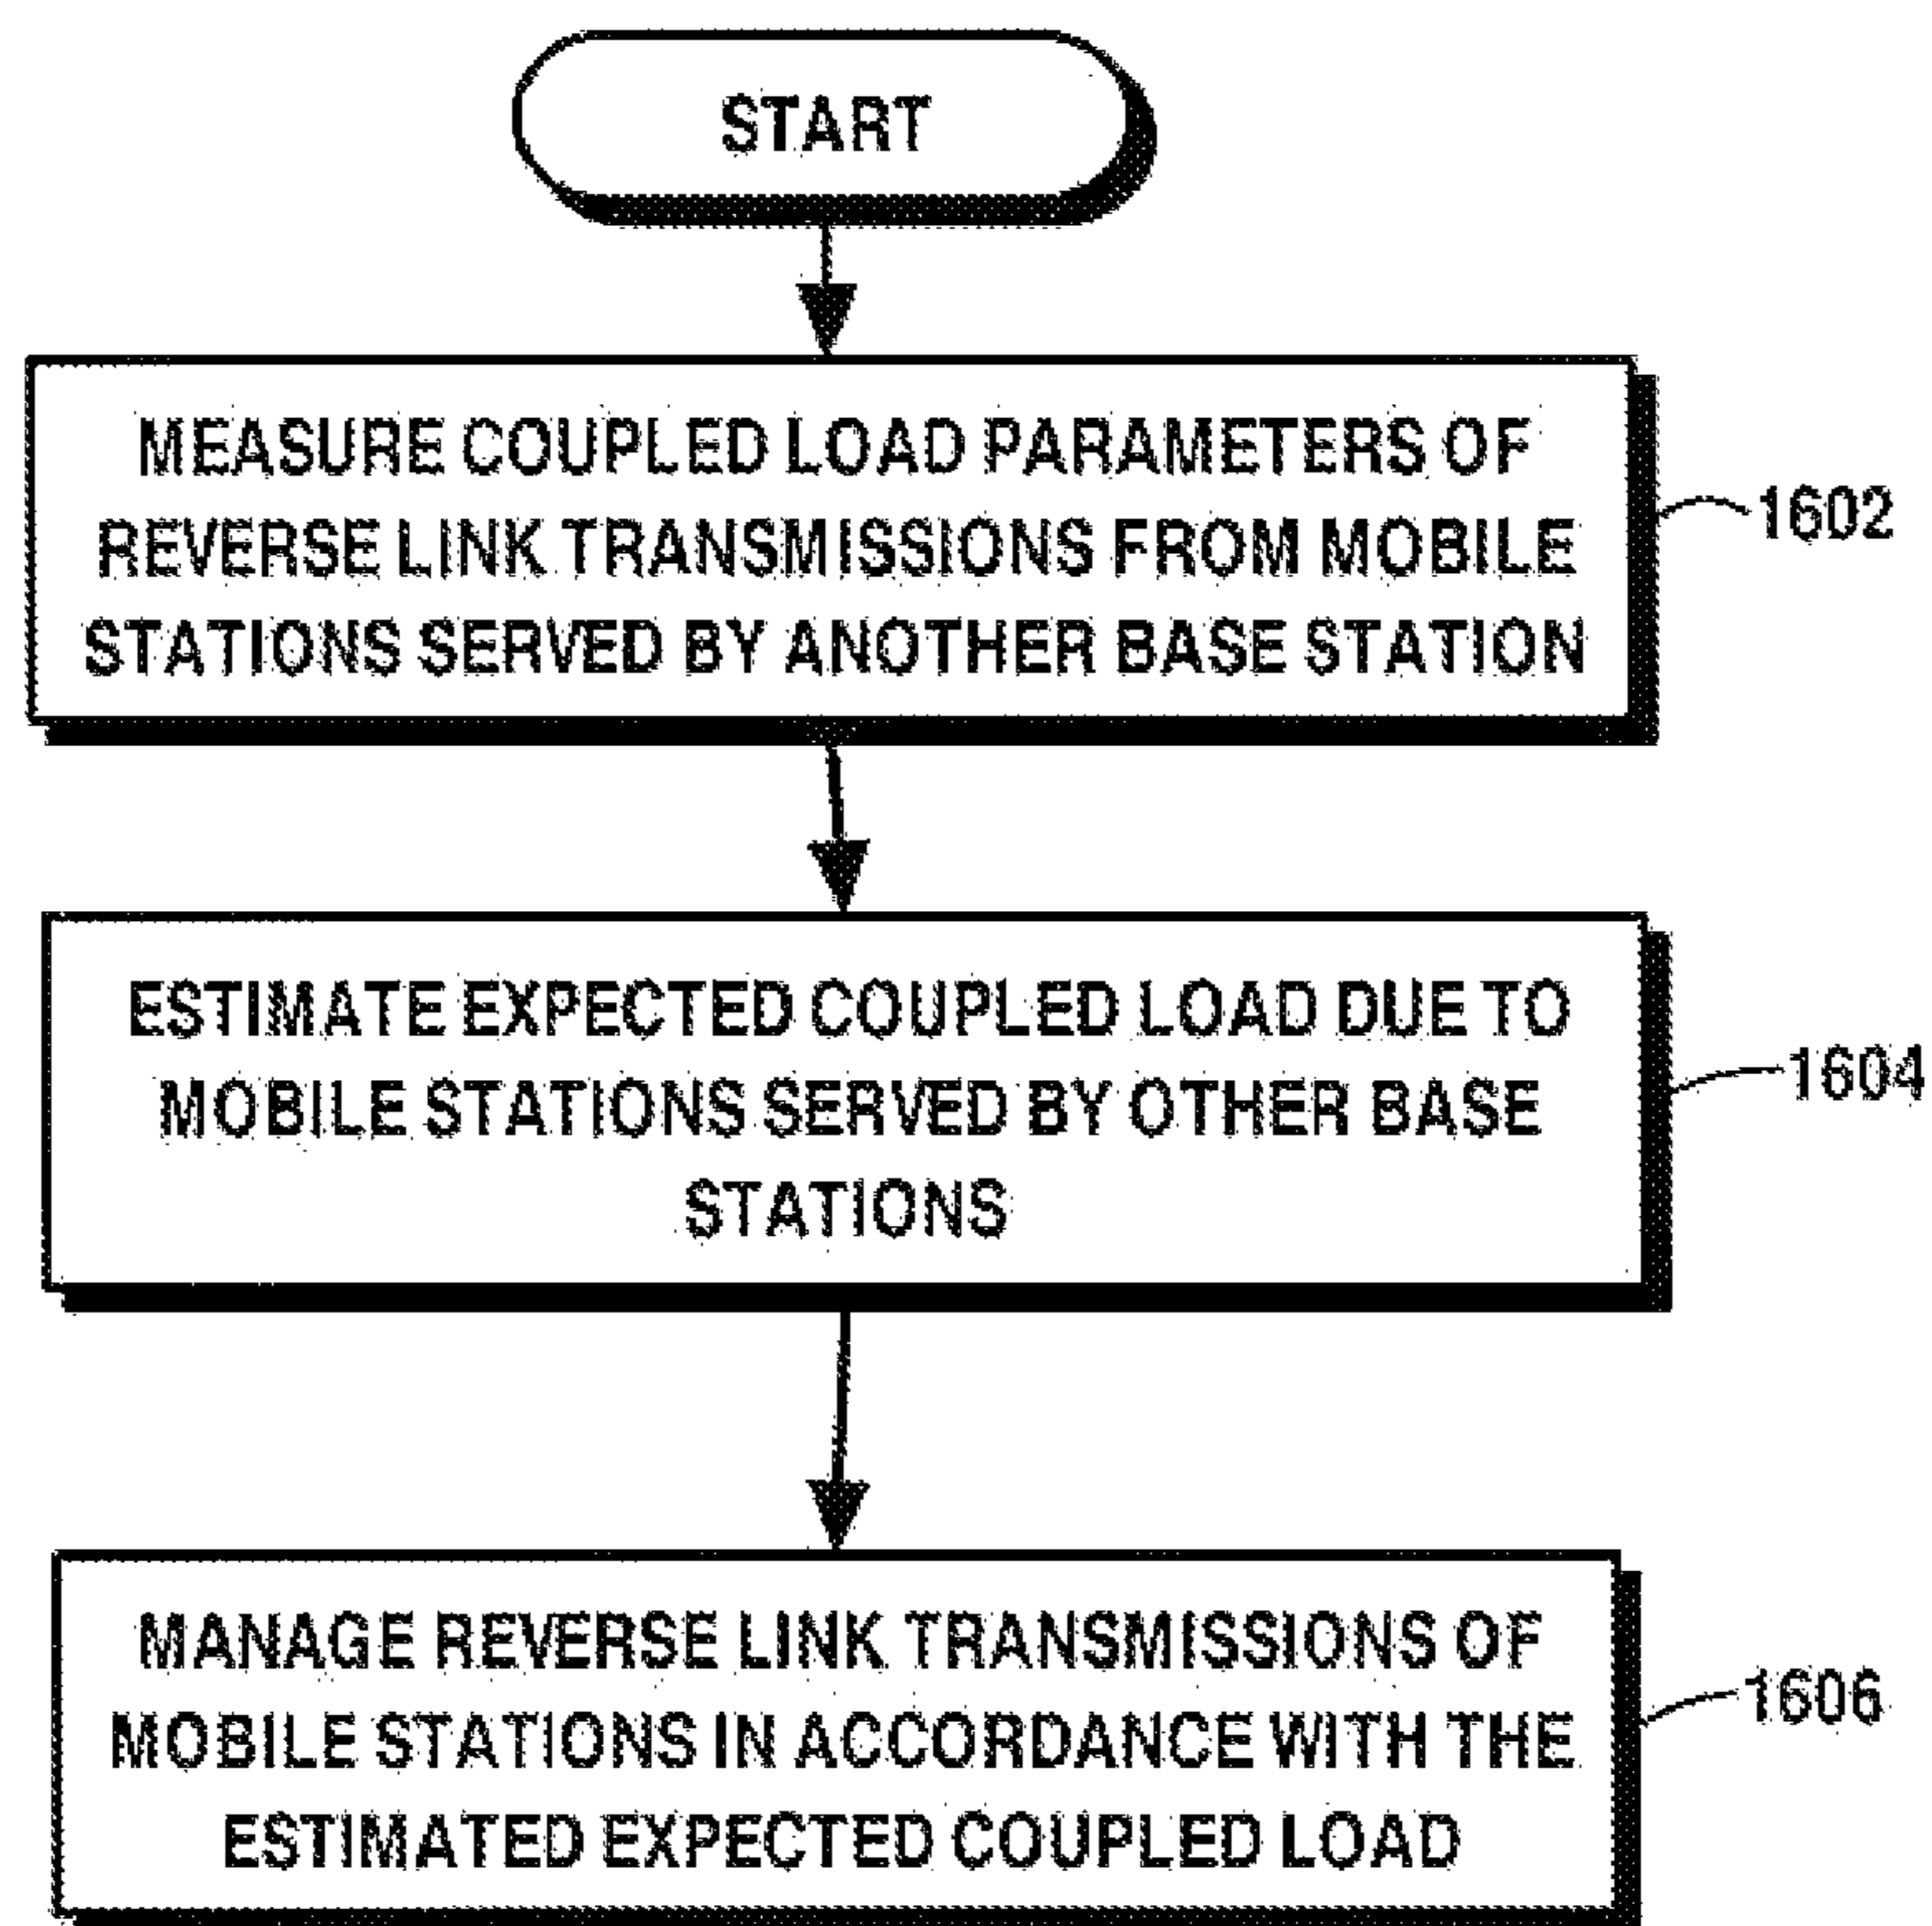 START
MEASURE COUPLED LOAD PARAMETERS OF
REVERSE LINK TRANSMISSIONS FROM MOBILE
STATIONS SERVED BY ANOTHER BASE STATION
1602
ESTIMATE EXPECTED COUPLED LOAD DUE TO
MOBILE STATIONS SERVED BY OTHER BASE
STATIONS
1604
MANAGE REVERSE LINK TRANSMISSIONS OF
MOBILE STATIONS IN ACCORDANCE WITH THE
ESTIMATED EXPECTED COUPLED LOAD
1606